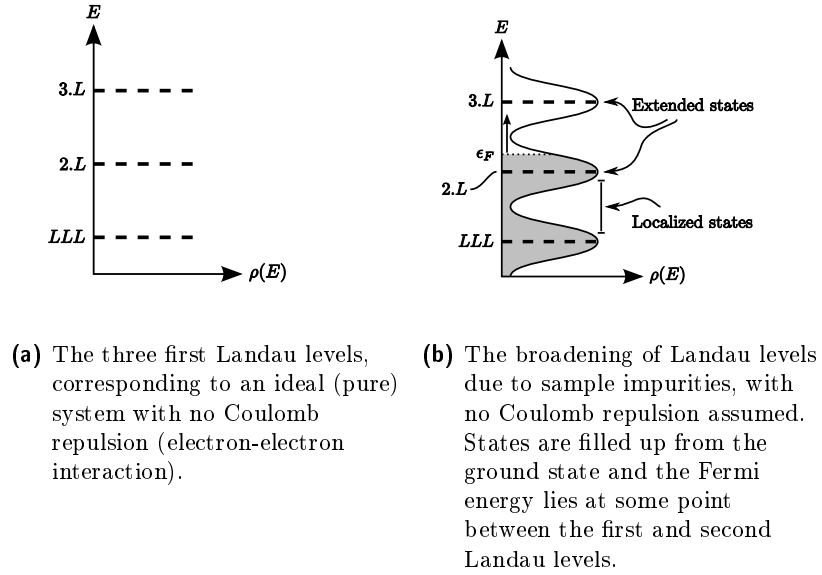 E
3.L
2.L
LLL
ρ(E)
E
3.L
Extended states
ϵF
2.L
Localized states
LLL
ρ(E)
(a) The three first Landau levels,
corresponding to an ideal (pure)
system with no Coulomb
repulsion (electron-electron
interaction).
(b) The broadening of Landau levels
due to sample impurities, with
no Coulomb repulsion assumed.
States are filled up from the
ground state and the Fermi
energy lies at some point
between the first and second
Landau levels.